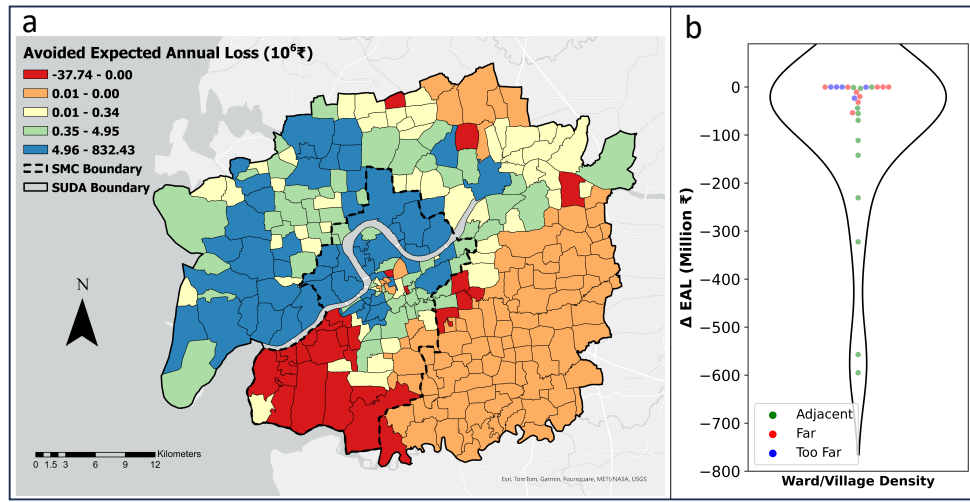 a
Avoided Expected Annual Loss (10⁶₹)
-37.74 - 0.00
0.01 - 0.00
0.01 - 0.34
0.35 - 4.95
4.96 - 832.43
SMC Boundary
SUDA Boundary
N
Kilometers
0 1.5 3 6 9 12
Esri, TomTom, Garmin, Foursquare, METI/NASA, USGS
b
Δ EAL (Million ₹)
0
−100
−200
−300
−400
−500
−600
−700
−800
Adjacent
Far
Too Far
Ward/Village Density